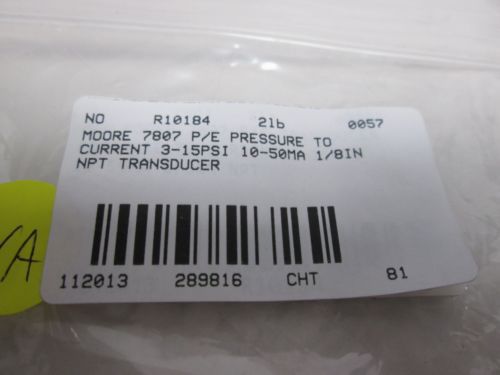 NO R10184 2lb 0057
MOORE 7807 P/E PRESSURE TO
CURRENT 3-15PSI 10-50MA 1/8IN
NPT TRANSDUCER
112013 289816 CHT 81